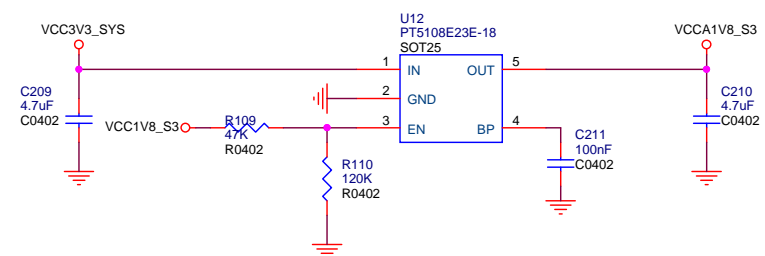 U12
PT5108E23E-18
SOT25
VCC3V3_SYS
VCCA1V8_S3
1
IN
OUT
5
2
GND
C209
4.7uF
C0402
C210
4.7uF
C0402
VCC1V8_S3
R109
47K
R0402
3
EN
BP
4
C211
100nF
C0402
R110
120K
R0402